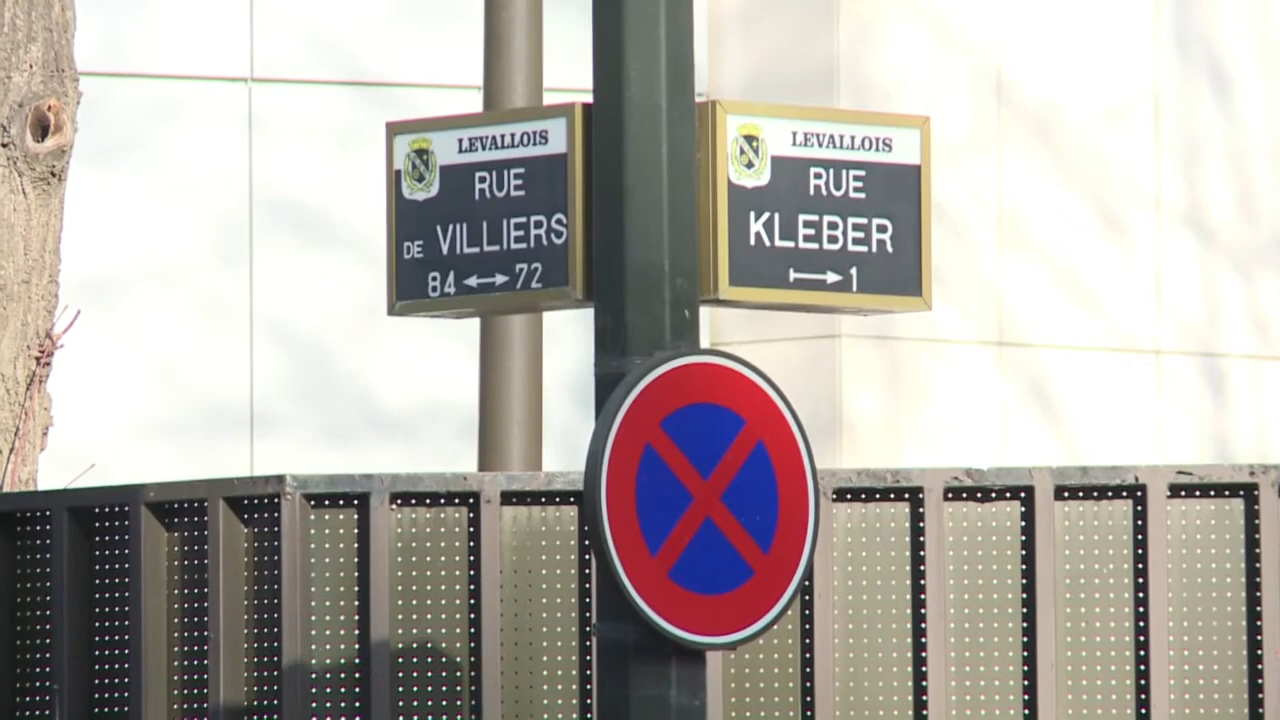 LEVALLOIS
RUE
DE VILLIERS
84 ↔ 72
LEVALLOIS
RUE
KLEBER
↦ 1